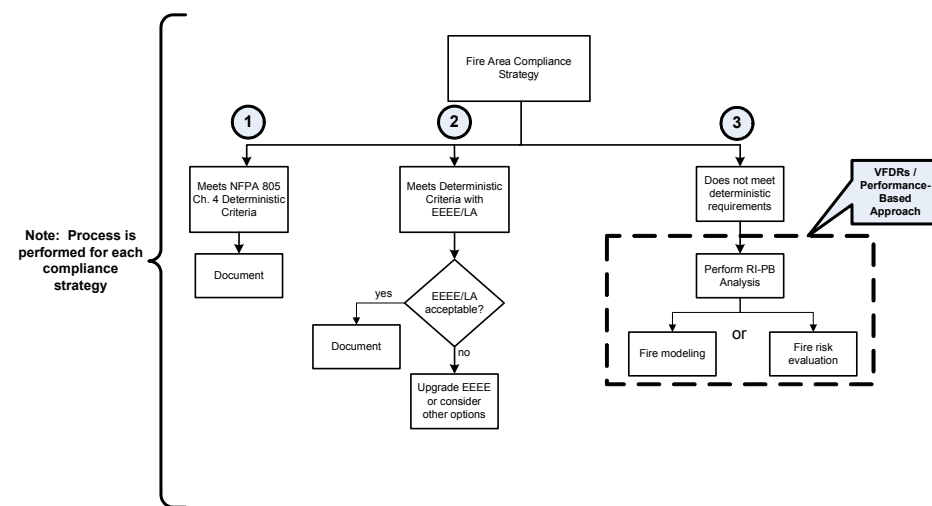 Fire Area Compliance
Strategy
1
2
3
Meets NFPA 805
Ch. 4 Deterministic
Criteria
Meets Deterministic
Criteria with
EEEE/LA
Does not meet
deterministic
requirements
VFDRs /
Performance-
Based
Approach
Note:  Process is
performed for each
compliance
strategy
Document
EEEE/LA
acceptable?
yes
no
Document
Upgrade EEEE
or consider
other options
Perform RI-PB
Analysis
Fire modeling
or
Fire risk
evaluation